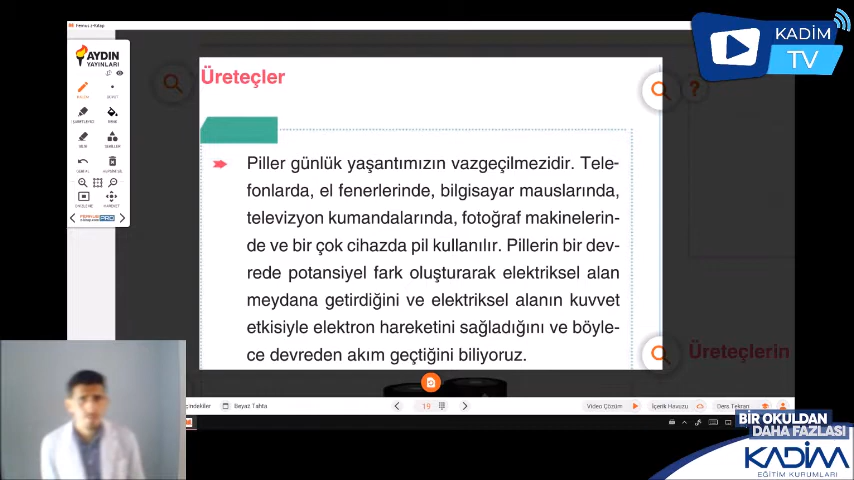 KADİM
TV
AYDIN
YAYINLARI
Üreteçler
Piller günlük yaşantımızın vazgeçilmezidir. Tele-
fonlarda, el fenerlerinde, bilgisayar mauslarında,
televizyon kumandalarında, fotoğraf makinelerin-
de ve bir çok cihazda pil kullanılır. Pillerin bir dev-
rede potansiyel fark oluşturarak elektriksel alan
meydana getirdiğini ve elektriksel alanın kuvvet
etkisiyle elektron hareketini sağladığını ve böyle-
ce devreden akım geçtiğini biliyoruz.
?
Üreteçlerin
Beyaz Tahta
19
Video Çözüm
İçerik Havuzu
Ders Tekrarı
BİR OKULDAN
DAHA FAZLASI
KADİM
EĞİTİM KURUMLARI